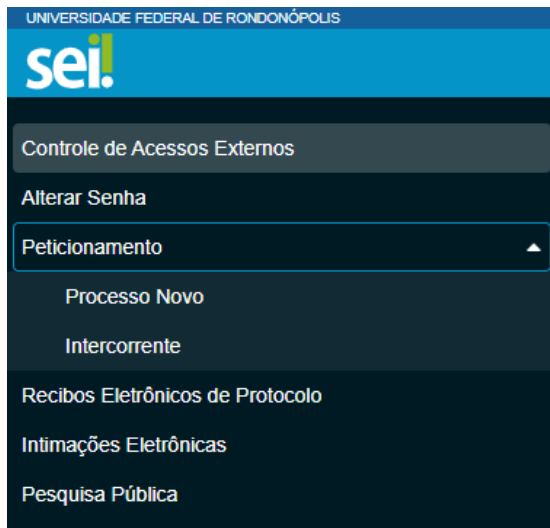 UNIVERSIDADE FEDERAL DE RONDONÓPOLIS
sei!
Controle de Acessos Externos
Alterar Senha
Peticionamento
Processo Novo
Intercorrente
Recibos Eletrônicos de Protocolo
Intimações Eletrônicas
Pesquisa Pública